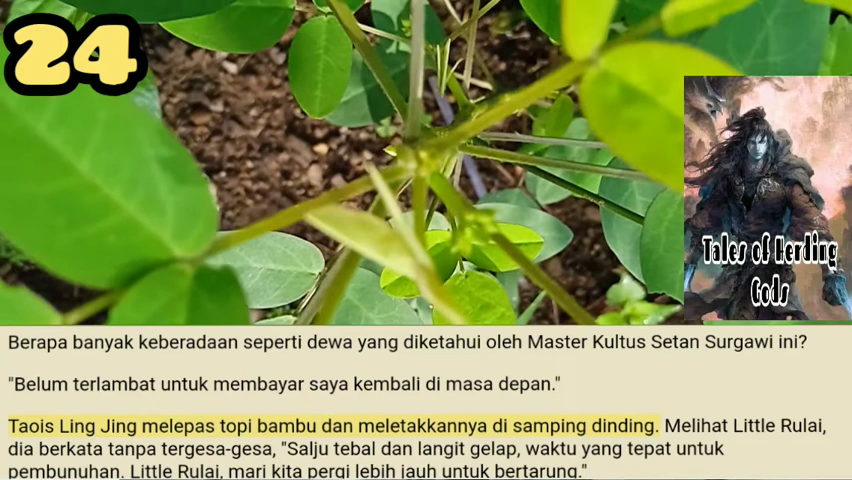 24
Tales of Herding
Gods
Berapa banyak keberadaan seperti dewa yang diketahui oleh Master Kultus Setan Surgawi ini?
"Belum terlambat untuk membayar saya kembali di masa depan."
Taois Ling Jing melepas topi bambu dan meletakkannya di samping dinding. Melihat Little Rulai,
dia berkata tanpa tergesa-gesa, "Salju tebal dan langit gelap, waktu yang tepat untuk
pembunuhan. Little Rulai, mari kita pergi lebih jauh untuk bertarung."